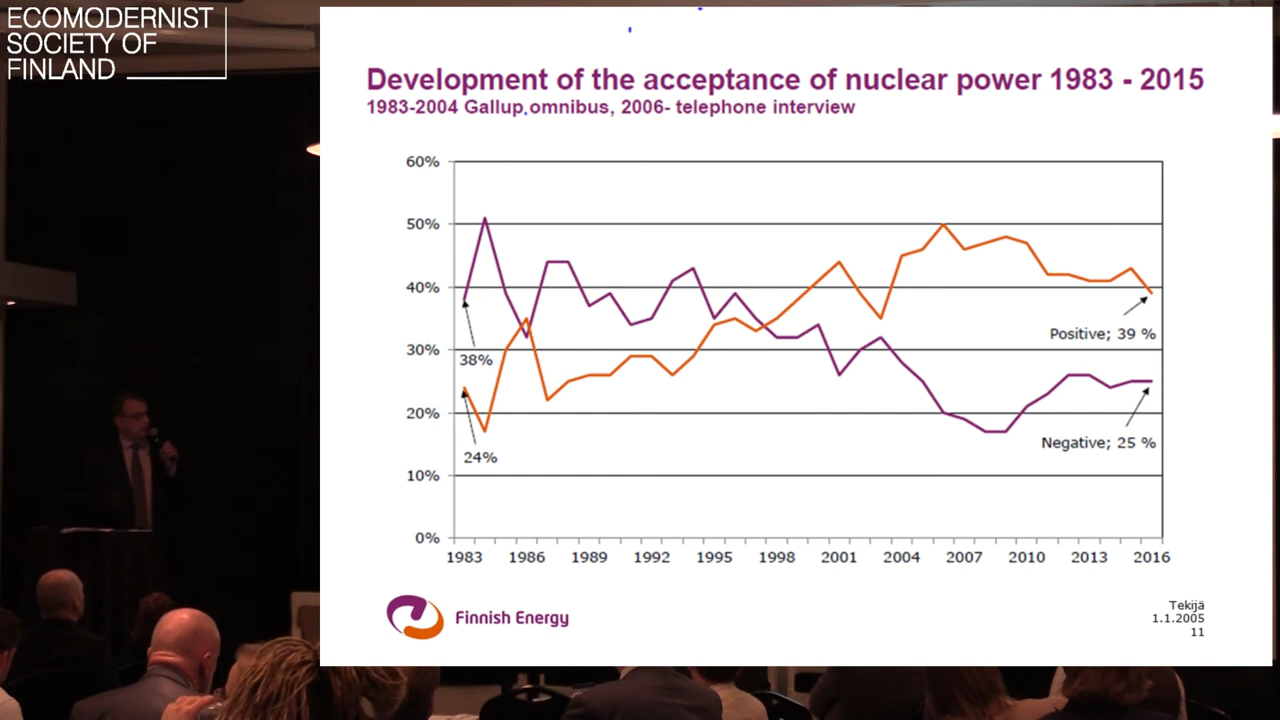 ECOMODERNIST
SOCIETY OF
FINLAND
Development of the acceptance of nuclear power 1983 - 2015
1983-2004 Gallup omnibus, 2006- telephone interview
60%
50%
40%
30%
20%
10%
0%
38%
24%
Positive; 39 %
Negative; 25 %
1983 1986 1989 1992 1995 1998 2001 2004 2007 2010 2013 2016
Finnish Energy
Tekijä
1.1.2005
11